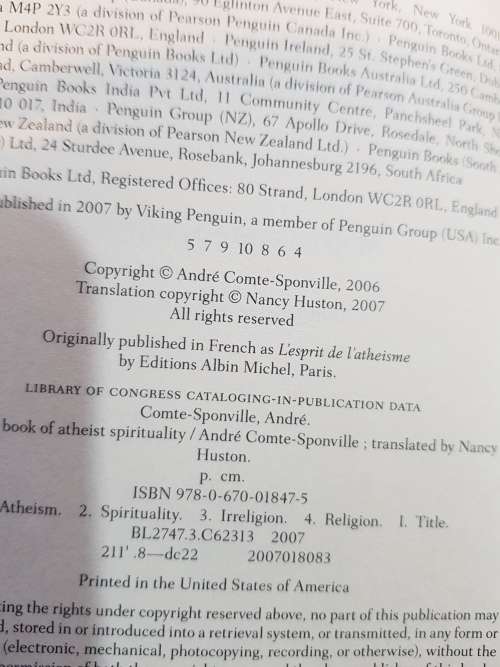 York, New York
90 Eglinton Avenue East, Suite 700, Toronto,
M4P 2Y3 (a division of Pearson Penguin Canada Inc.) · Penguin Books Ltd,
London WC2R 0RL, England · Penguin Ireland, 25 St. Stephen's Green,
(a division of Penguin Books Ltd) · Penguin Books Australia Ltd, 250
Camberwell, Victoria 3124, Australia (a division of Pearson Australia Group
Penguin Books India Pvt Ltd, 11 Community Centre, Panchsheel Park,
017, India · Penguin Group (NZ), 67 Apollo Drive, Rosedale, North
Zealand (a division of Pearson New Zealand Ltd.) · Penguin Books (South
) Ltd, 24 Sturdee Avenue, Rosebank, Johannesburg 2196, South Africa
Books Ltd, Registered Offices: 80 Strand, London WC2R 0RL, England
in 2007 by Viking Penguin, a member of Penguin Group (USA) Inc
5 7 9 10 8 6 4
Copyright © André Comte-Sponville, 2006
Translation copyright © Nancy Huston, 2007
All rights reserved
Originally published in French as L'esprit de l'atheisme
by Editions Albin Michel, Paris.
LIBRARY OF CONGRESS CATALOGING-IN-PUBLICATION DATA
Comte-Sponville, André.
book of atheist spirituality / André Comte-Sponville ; translated by Nancy
Huston.
p. cm.
ISBN 978-0-670-01847-5
Atheism. 2. Spirituality. 3. Irreligion. 4. Religion. I. Title.
BL2747.3.C62313 2007
211'.8—dc22 2007018083
Printed in the United States of America
the rights under copyright reserved above, no part of this publication may
stored in or introduced into a retrieval system, or transmitted, in any form or
(electronic, mechanical, photocopying, recording, or otherwise), without the